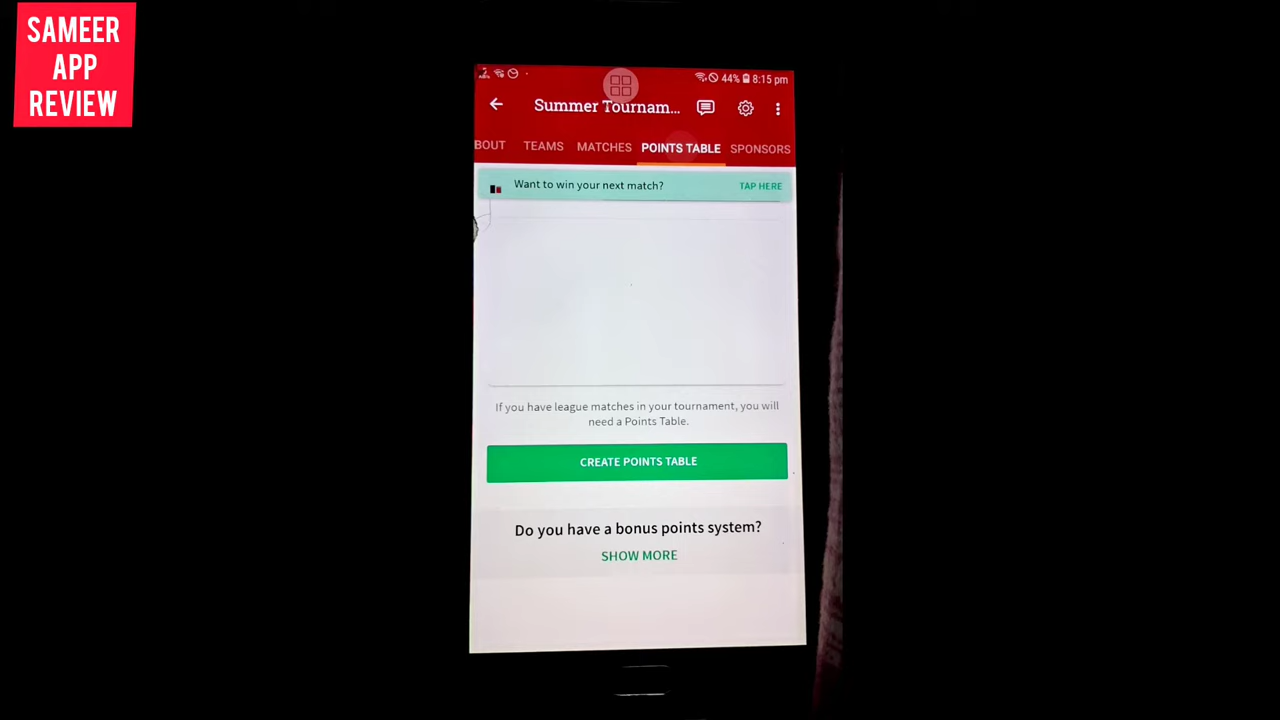 SAMEER
APP
REVIEW
44% 8:15 pm
Summer Tournam...
BOUT TEAMS MATCHES POINTS TABLE SPONSORS
Want to win your next match? TAP HERE
If you have league matches in your tournament, you will
need a Points Table.
CREATE POINTS TABLE
Do you have a bonus points system?
SHOW MORE